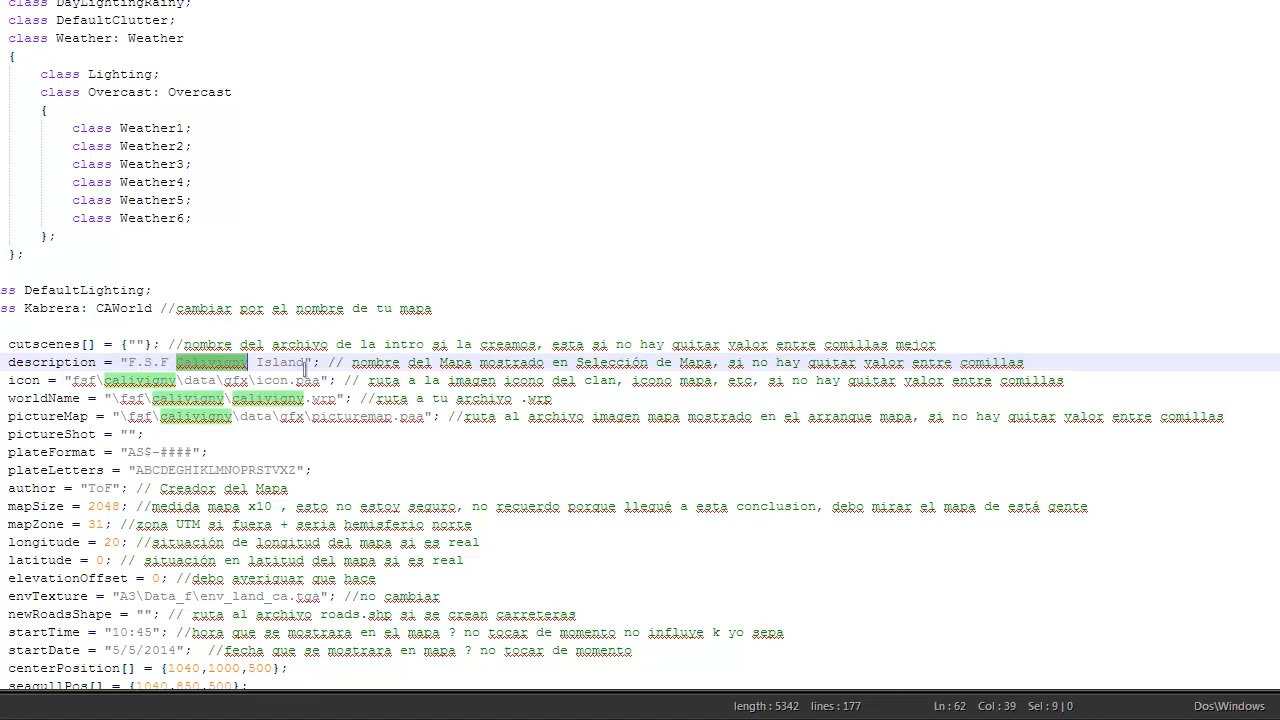 class DayLightingRainy;
class DefaultClutter;
class Weather: Weather
{
class Lighting;
class Overcast: Overcast
{
class Weather1;
class Weather2;
class Weather3;
class Weather4;
class Weather5;
class Weather6;
};
};
ss DefaultLighting;
ss Kabrera: CAWorld //cambiar por el nombre de tu mapa
cutscenes[] = {""}; //nombre del archivo de la intro si la creamos, esta si no hay quitar valor entre comillas mejor
description = "F.S.F Calivigny Island"; // nombre del Mapa mostrado en Selección de Mapa, si no hay quitar valor entre comillas
icon = "fsf\calivigny\data\gfx\icon.paa"; // ruta a la imagen icono del clan, icono mapa, etc, si no hay quitar valor entre comillas
worldName = "\fsf\calivigny\calivigny.wrp"; //ruta a tu archivo .wrp
pictureMap = "\fsf\calivigny\data\gfx\picturemap.paa"; //ruta al archivo imagen mapa mostrado en el arranque mapa, si no hay quitar valor entre comillas
pictureShot = "";
plateFormat = "AS$-####";
plateLetters = "ABCDEGHIKLMNOPRSTVXZ";
author = "ToF"; // Creador del Mapa
mapSize = 2048; //medida mapa x10 , esto no estoy seguro, no recuerdo porque llegué a esta conclusion, debo mirar el mapa de está gente
mapZone = 31; //zona UTM si fuera + seria hemisferio norte
longitude = 20; //situación de longitud del mapa si es real
latitude = 0; // situación en latitud del mapa si es real
elevationOffset = 0; //debo averiguar que hace
envTexture = "A3\Data_f\env_land_ca.tga"; //no cambiar
newRoadsShape = ""; // ruta al archivo roads.shp si se crean carreteras
startTime = "10:45"; //hora que se mostrara en el mapa ? no tocar de momento no influye k yo sepa
startDate = "5/5/2014"; //fecha que se mostrara en mapa ? no tocar de momento
centerPosition[] = {1040,1000,500};
seagullPos[] = {1040,850,500};
length : 5342 lines : 177 Ln : 62 Col : 39 Sel : 9 | 0 Dos\Windows